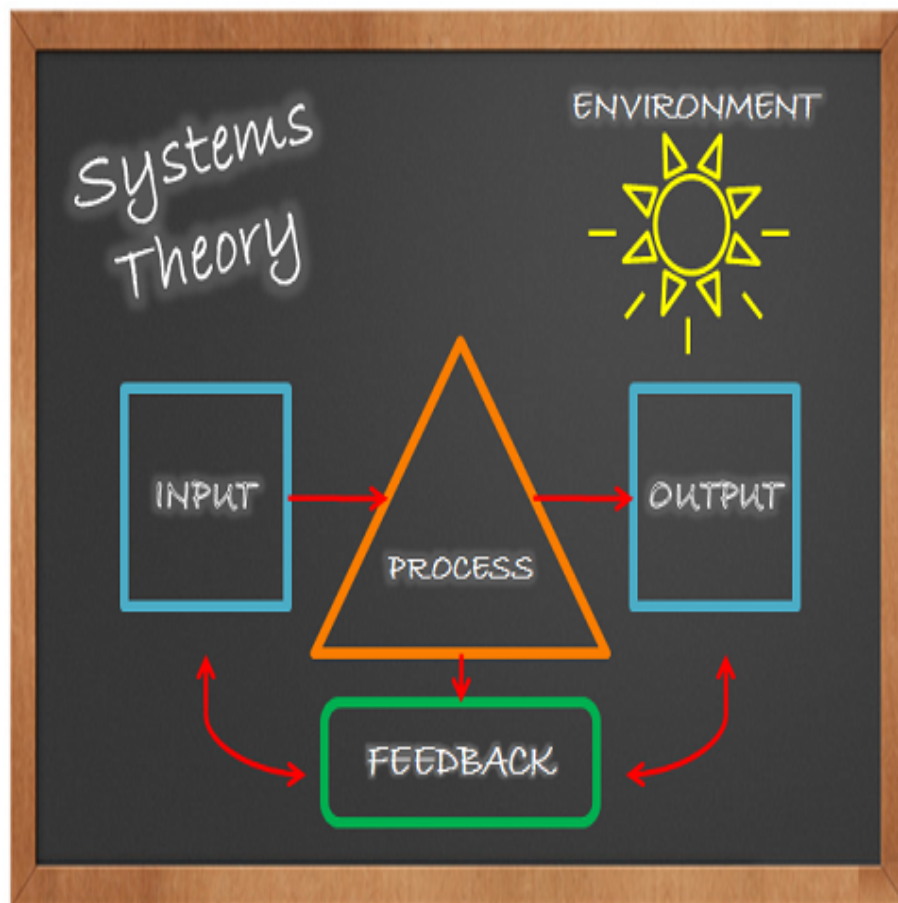 Systems
Theory
ENVIRONMENT
INPUT
PROCESS
OUTPUT
FEEDBACK